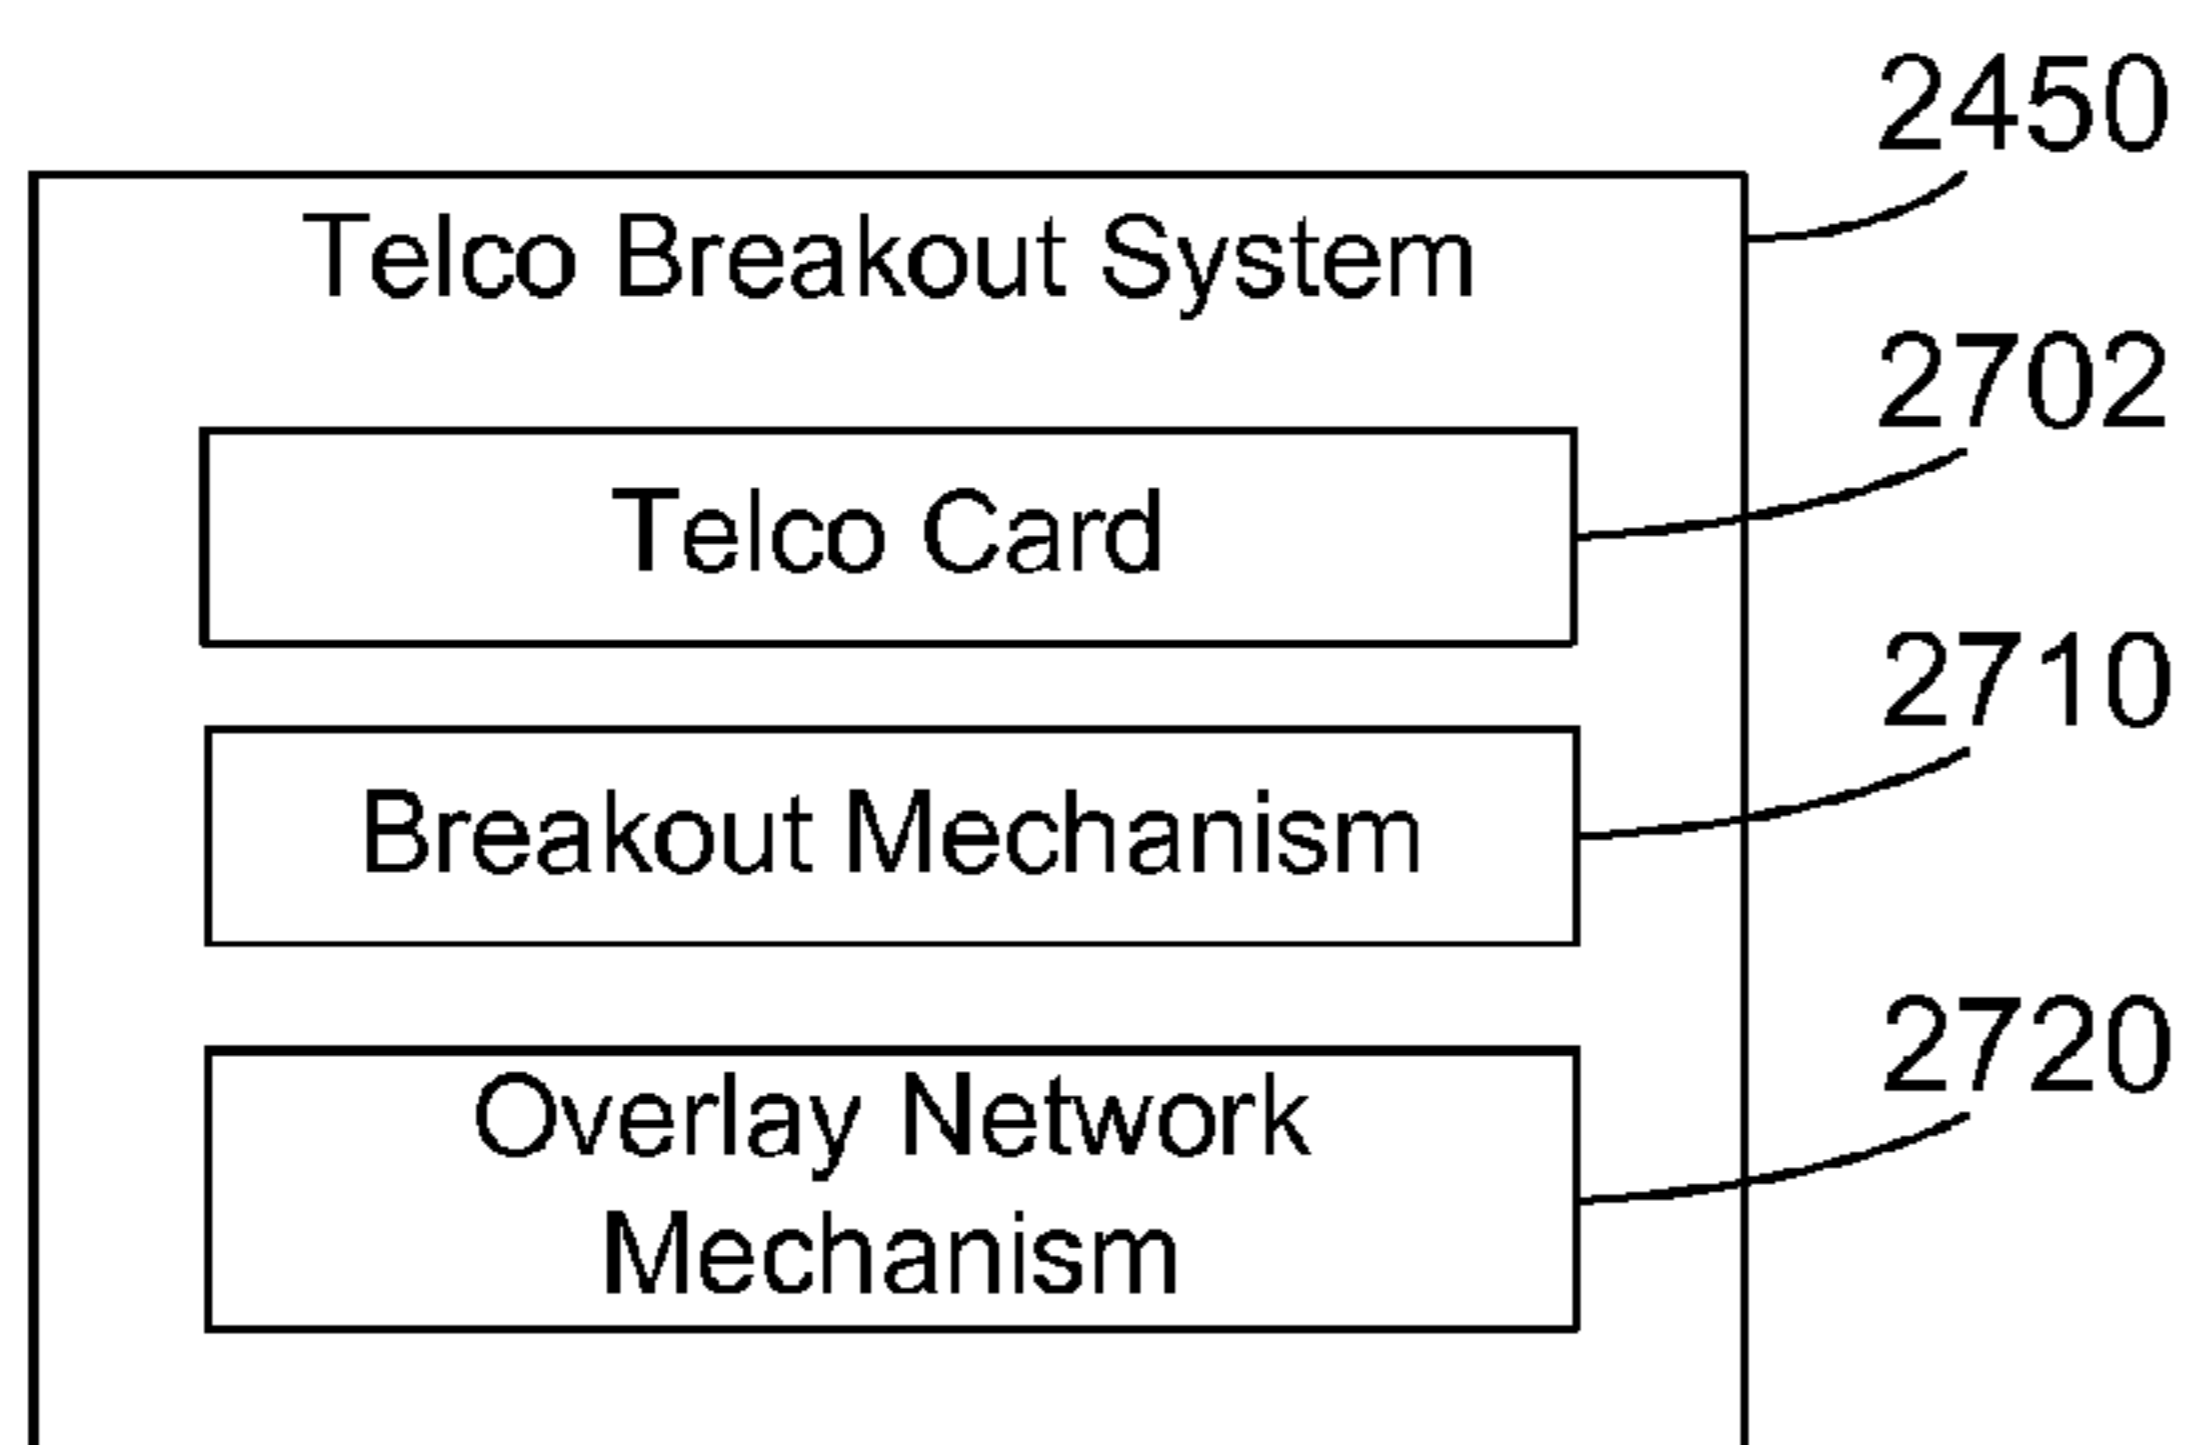 2450
Telco Breakout System
2702
Telco Card
2710
Breakout Mechanism
2720
Overlay Network
Mechanism